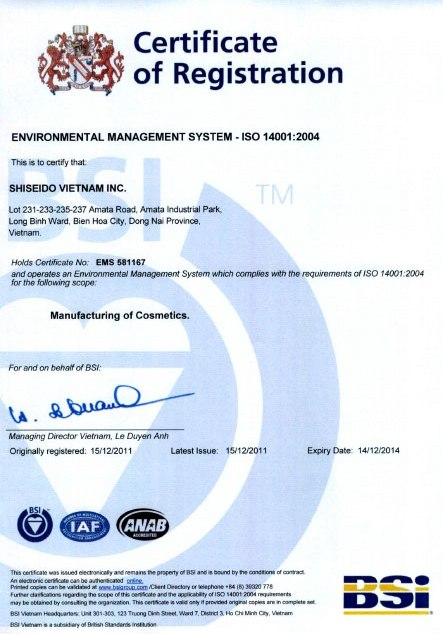 Certificate
of Registration
ENVIRONMENTAL MANAGEMENT SYSTEM - ISO 14001:2004
This is to certify that:
SHISEIDO VIETNAM INC.
Lot 231-233-235-237 Amata Road, Amata Industrial Park,
Long Binh Ward, Bien Hoa City, Dong Nai Province,
Vietnam.
BSI TM
Holds Certificate No: EMS 581167
and operates an Environmental Management System which complies with the requirements of ISO 14001:2004
for the following scope:
Manufacturing of Cosmetics.
For and on behalf of BSI:
Managing Director Vietnam, Le Duyen Anh
Originally registered: 15/12/2011 Latest Issue: 15/12/2011 Expiry Date: 14/12/2014
BSI
IAF
ANAB
ACCREDITED
This certificate was issued electronically and remains the property of BSI and is bound by the conditions of contract.
An electronic certificate can be authenticated online.
Printed copies can be validated at www.bsigroup.com /Client Directory or telephone +84 (8) 39320 778
Further clarifications regarding the scope of this certificate and the applicability of ISO 14001:2004 requirements
may be obtained by consulting the organization. This certificate is valid only if provided original copies are in complete set.
BSI Vietnam Headquarters: Unit 301-303, 123 Truong Dinh Street, Ward 7, District 3, Ho Chi Minh City, Vietnam
BSI Vietnam is a subsidiary of British Standards Institution
BSi